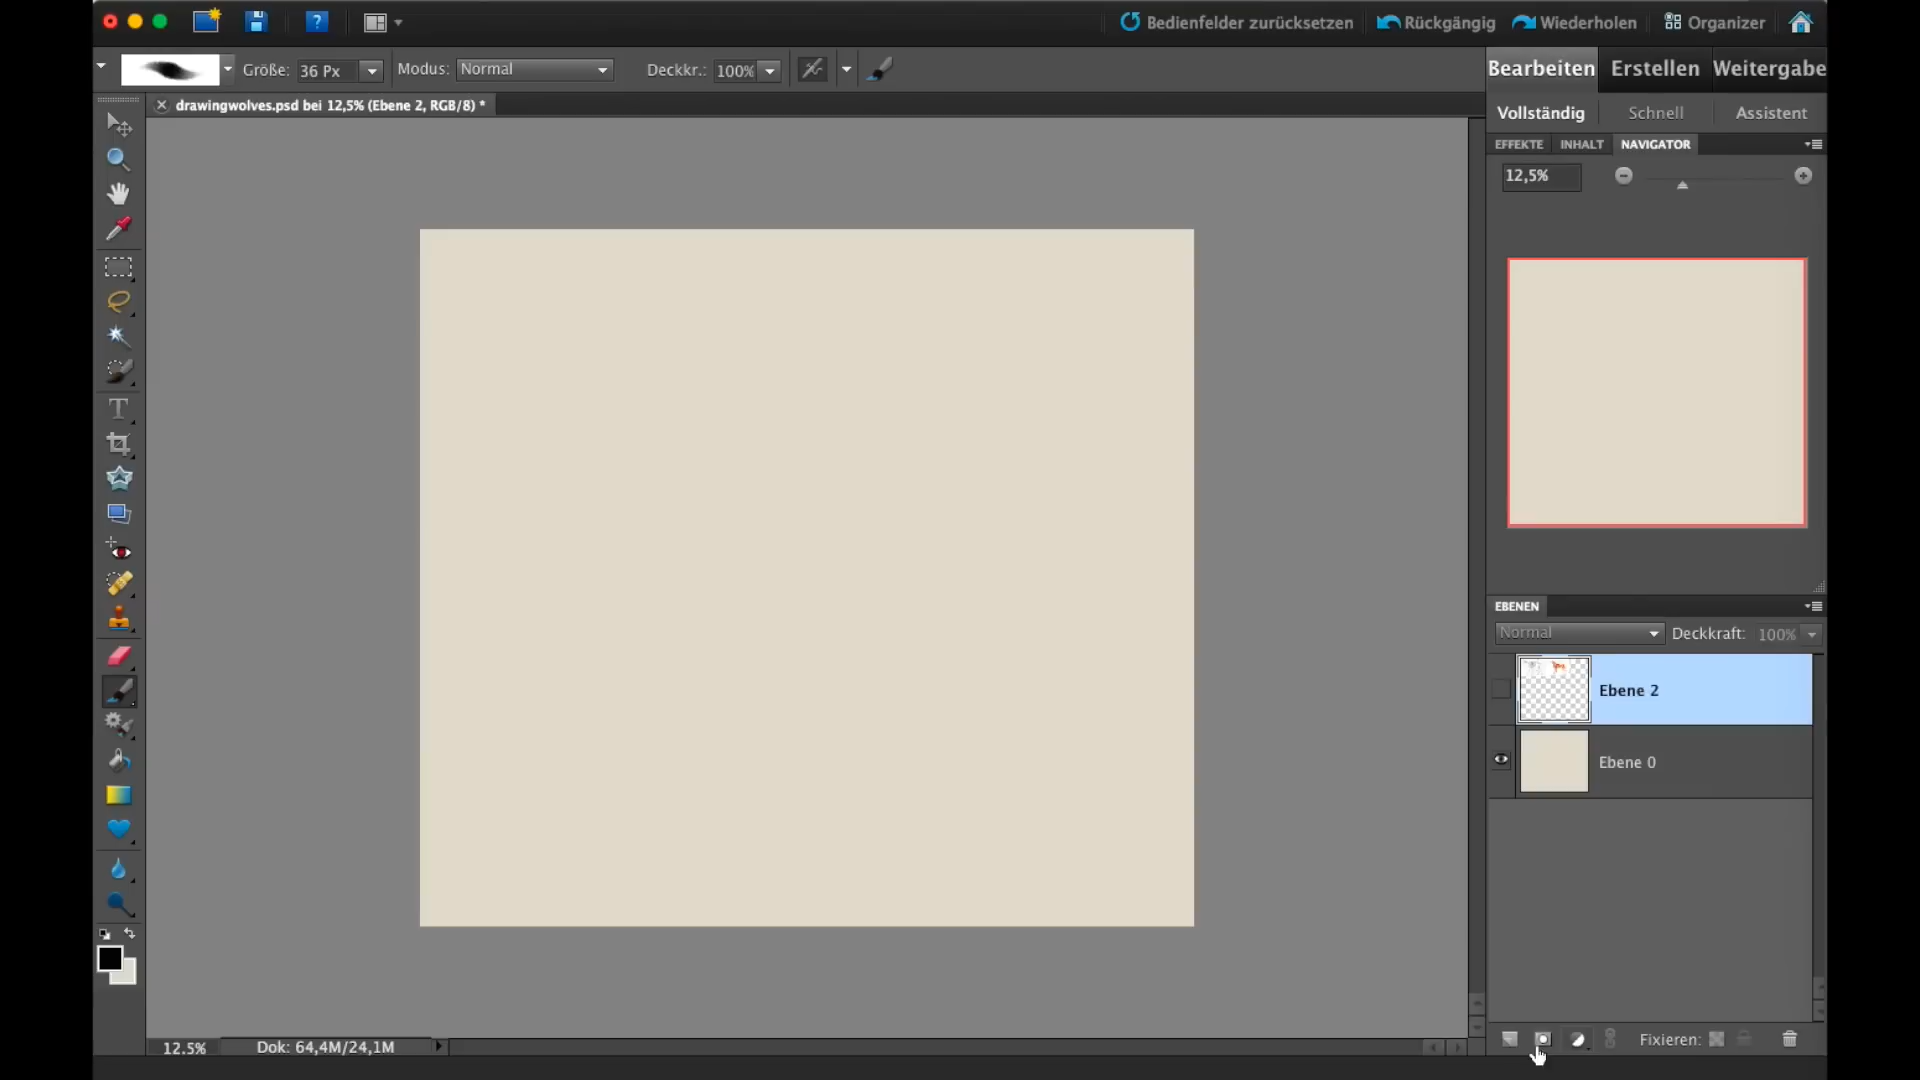 Bedienfelder zurücksetzen
Rückgängig
Wiederholen
Organizer
Größe: 36 Px
Modus: Normal
Deckkr.: 100%
Bearbeiten
Erstellen
Weitergabe
drawingwolves.psd bei 12,5% (Ebene 2, RGB/8) *
Vollständig
Schnell
Assistent
EFFEKTE
INHALT
NAVIGATOR
12,5%
EBENEN
Normal
Deckkraft: 100%
Ebene 2
Ebene 0
Fixieren:
12.5%
Dok: 64,4M/24,1M